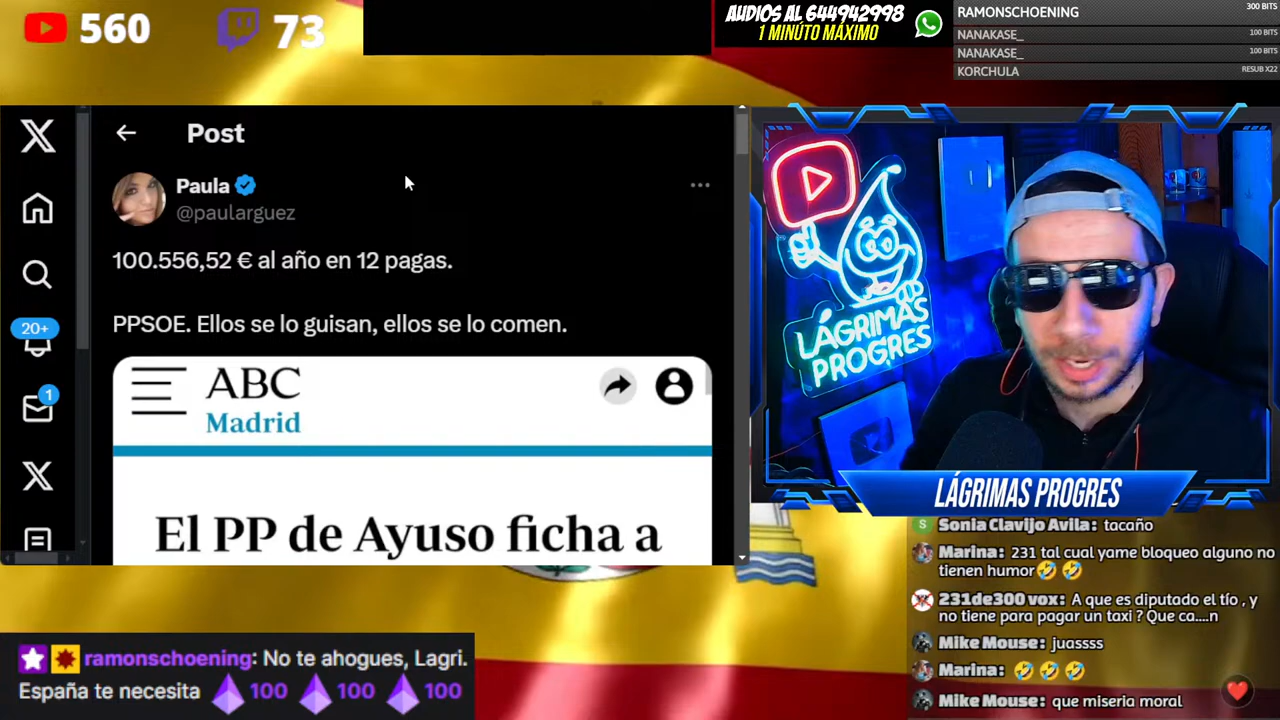 560
73
AUDIOS AL 644942998
1 MINÚTO MÁXIMO
RAMONSCHOENING
300 BITS
NANAKASE_
100 BITS
NANAKASE_
100 BITS
KORCHULA
RESUB X22
Post
Paula
@paularguez
100.556,52 € al año en 12 pagas.
PPSOE. Ellos se lo guisan, ellos se lo comen.
20+
1
ABC
Madrid
El PP de Ayuso ficha a
LÁGRIMAS
PROGRES
LÁGRIMAS PROGRES
S
Sonia Clavijo Avila: tacaño
Marina: 231 tal cual yame bloqueo alguno no
tienen humor🤣 🤣
231de300 vox: A que es diputado el tío , y
no tiene para pagar un taxi ? Que ca....n
Mike Mouse: juassss
Marina: 🤣 🤣 🤣
Mike Mouse: que miseria moral
ramonschoening: No te ahogues, Lagri.
España te necesita 100 100 100